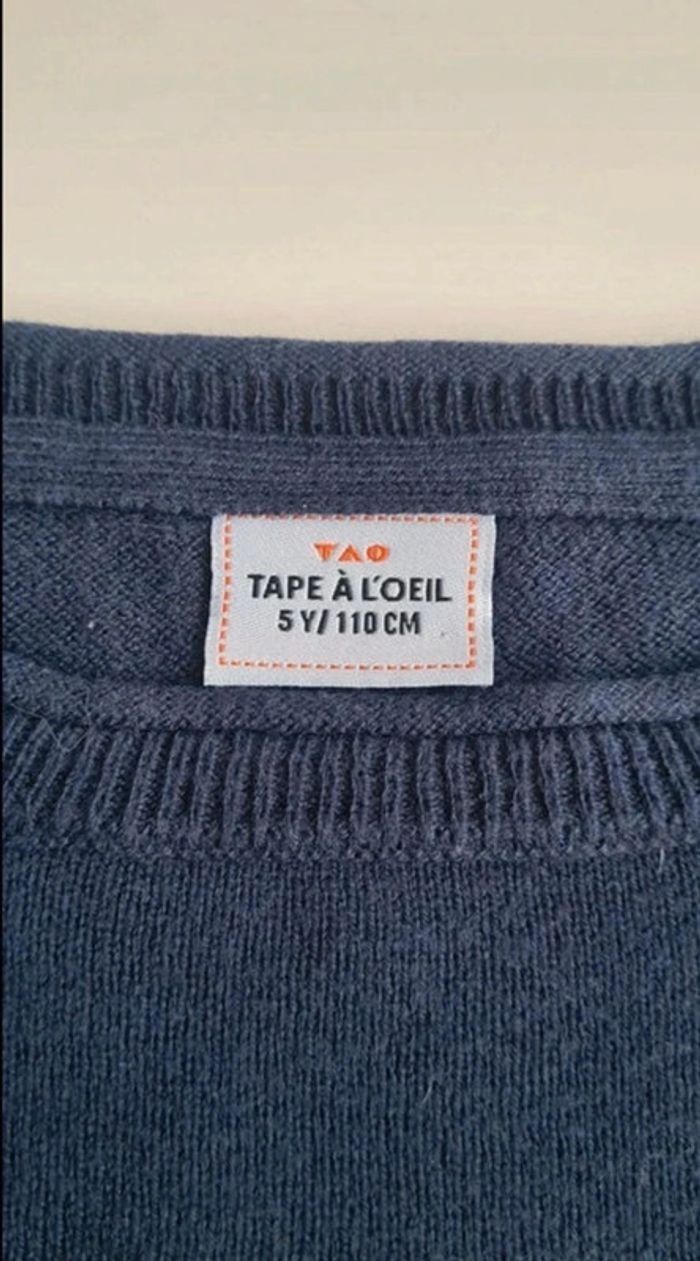 TAO
TAPE À L'OEIL
5 Y/ 110 CM